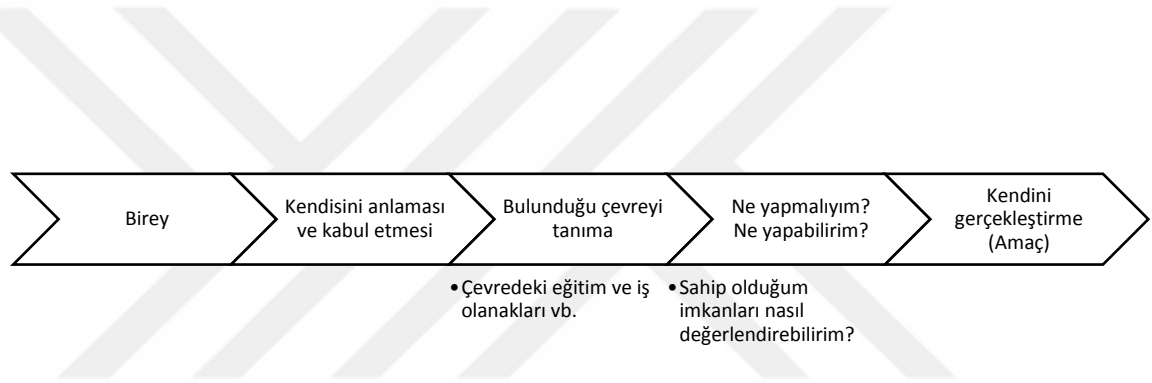 Birey
Kendisini anlaması
ve kabul etmesi
Bulunduğu çevreyi
tanıma
Ne yapmalıyım?
Ne yapabilirim?
Kendini
gerçekleştirme
(Amaç)
•Çevredeki eğitim ve iş
olanakları vb.
•Sahip olduğum
imkanları nasıl
değerlendirebilirim?